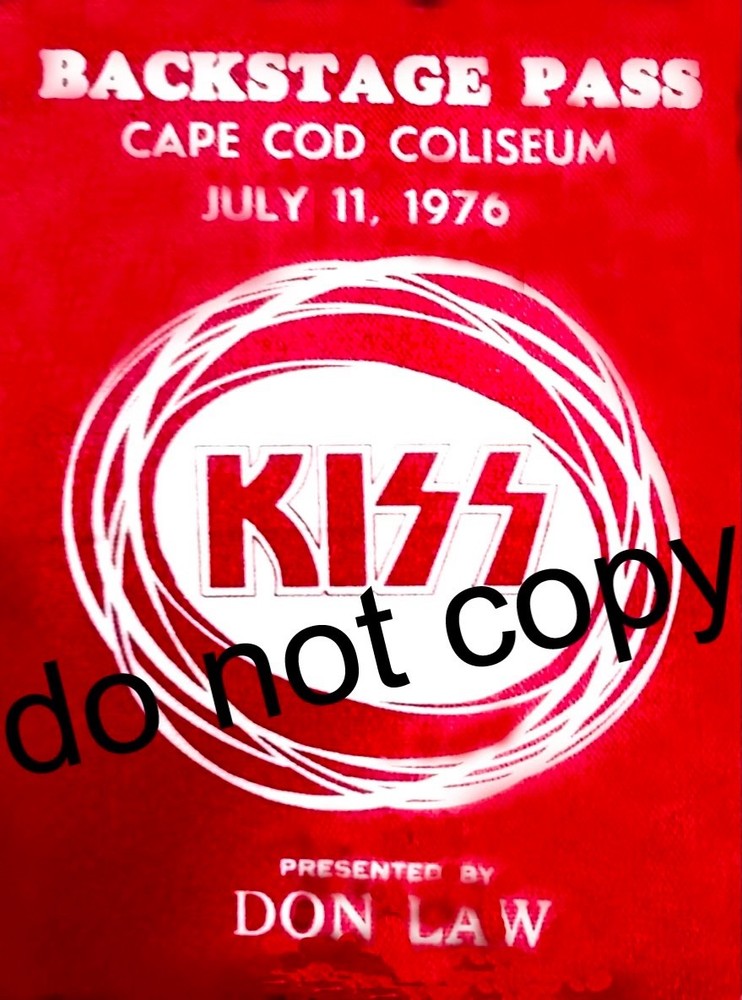 BACKSTAGE PASS
CAPE COD COLISEUM
JULY 11, 1976
KISS
do not copy
PRESENTED BY
DON LAW